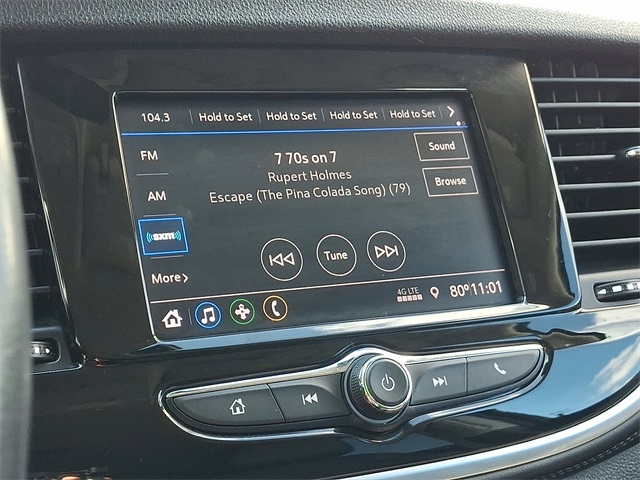 104.3 Hold to Set Hold to Set Hold to Set Hold to Set
FM
7 70s on 7
Sound
Rupert Holmes
AM
Escape (The Pina Colada Song) (79)
Browse
((sxm))
Tune
More
4G LTE
80° 11:01